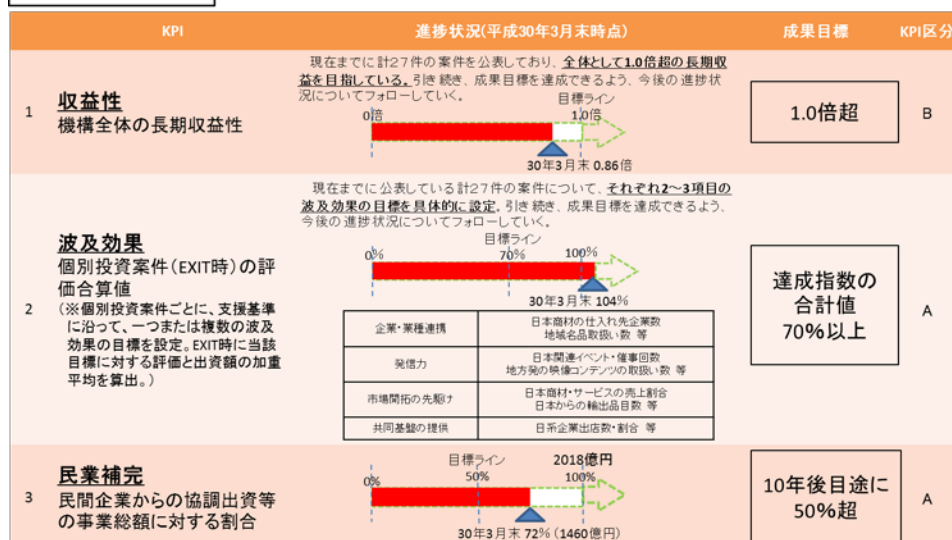 KPI
進捗状況(平成30年3月末時点)
成果目標
KPI区分
1
収益性
機構全体の長期収益性
現在までに計27件の案件を公表しており、全体として1.0倍超の長期収
益を目指している。引き続き、成果目標を達成できるよう、今後の進捗状
況についてフォローしていく。
目標ライン
0倍
1.0倍
30年3月末 0.86倍
1.0倍超
B
2
波及効果
個別投資案件(EXIT時)の評
価合算値
(※個別投資案件ごとに、支援基準
に沿って、一つまたは複数の波及
効果の目標を設定。EXIT時に当該
目標に対する評価と出資額の加重
平均を算出。)
現在までに公表している計27件の案件について、それぞれ2～3項目の
波及効果の目標を具体的に設定。引き続き、成果目標を達成できるよう、
今後の進捗状況についてフォローしていく。
目標ライン
0%
70%
100%
30年3月末 104%
企業・業種連携
日本商材の仕入れ先企業数
地域名品取扱い数 等
発信力
日本関連イベント・催事回数
地方発の映像コンテンツの取扱い数 等
市場開拓の先駆け
日本商材・サービスの売上割合
日本からの輸出品目数 等
共同基盤の提供
日系企業出店数・割合 等
達成指数の
合計値
70%以上
A
3
民業補完
民間企業からの協調出資等
の事業総額に対する割合
目標ライン
2018億円
0%
50%
100%
30年3月末 72% (1460億円)
10年後目途に
50%超
A